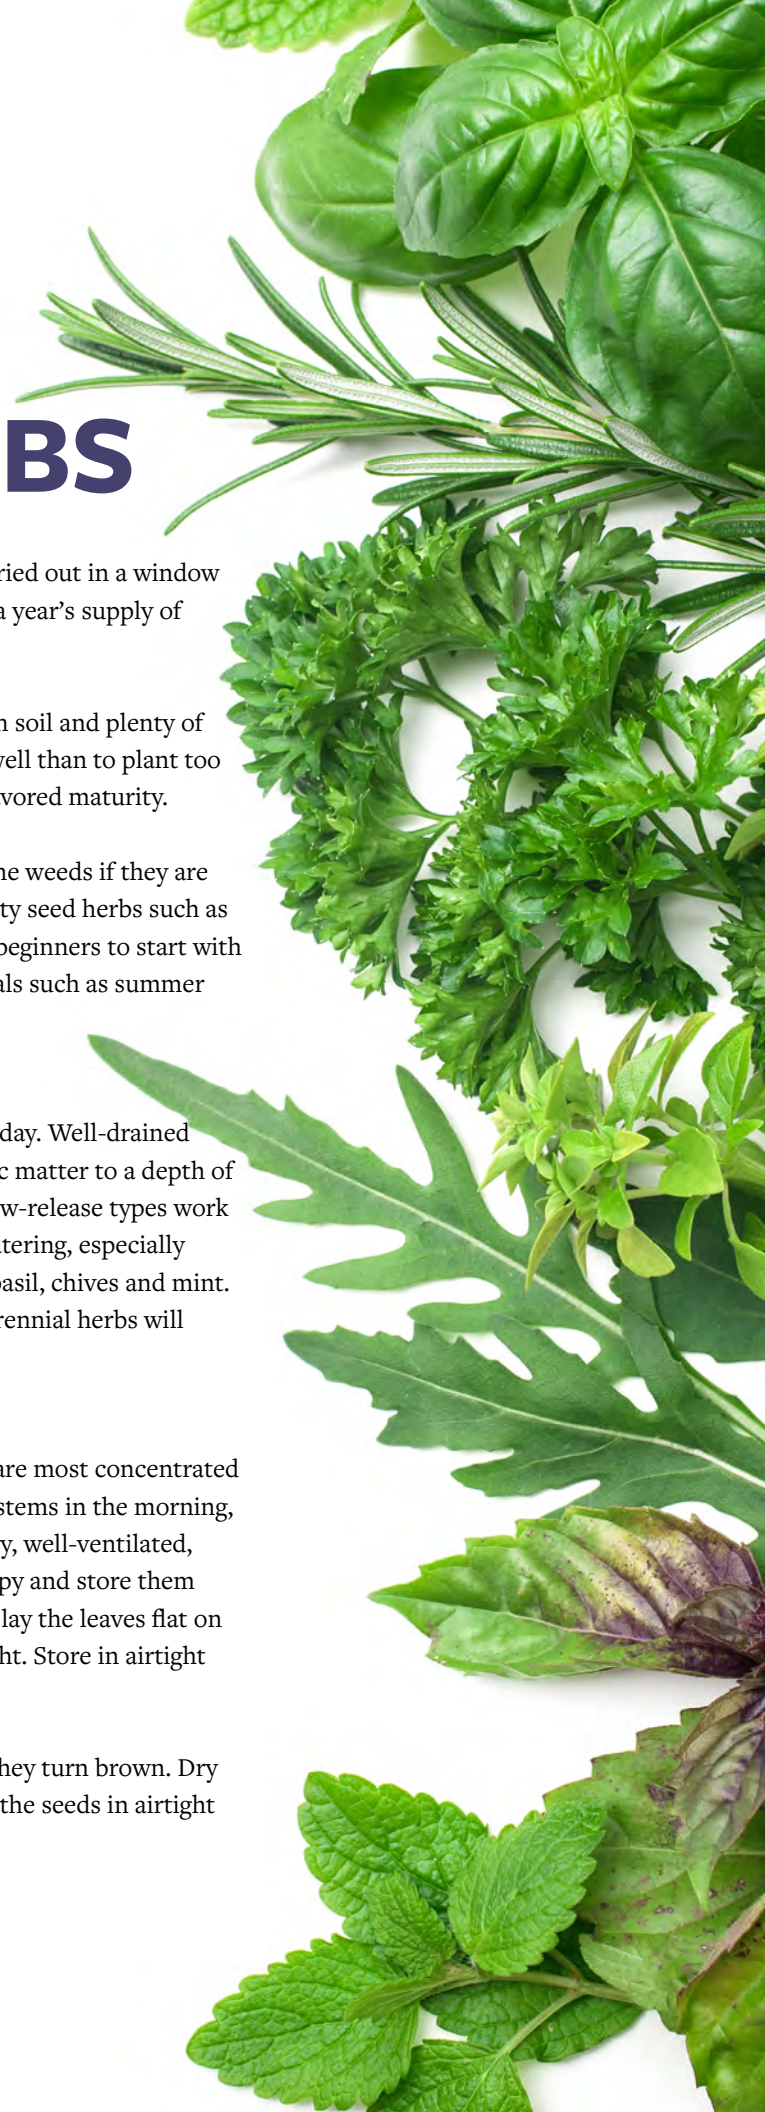 BS
ried out in a window
a year’s supply of
soil and plenty of
well than to plant too
vored maturity.
he weeds if they are
ty seed herbs such as
beginners to start with
als such as summer
day. Well-drained
c matter to a depth of
w-release types work
tering, especially
basil, chives and mint.
rennial herbs will
are most concentrated
stems in the morning,
y, well-ventilated,
py and store them
lay the leaves flat on
ht. Store in airtight
hey turn brown. Dry
the seeds in airtight